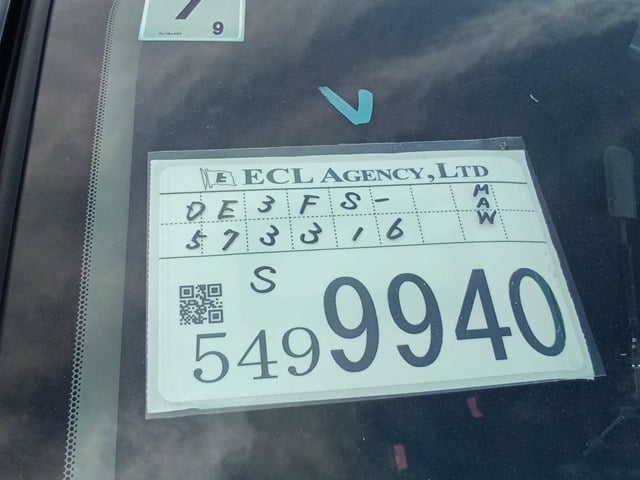 7 9
E ECL AGENCY, LTD
DE3FS- MAW
573316
S
5499940